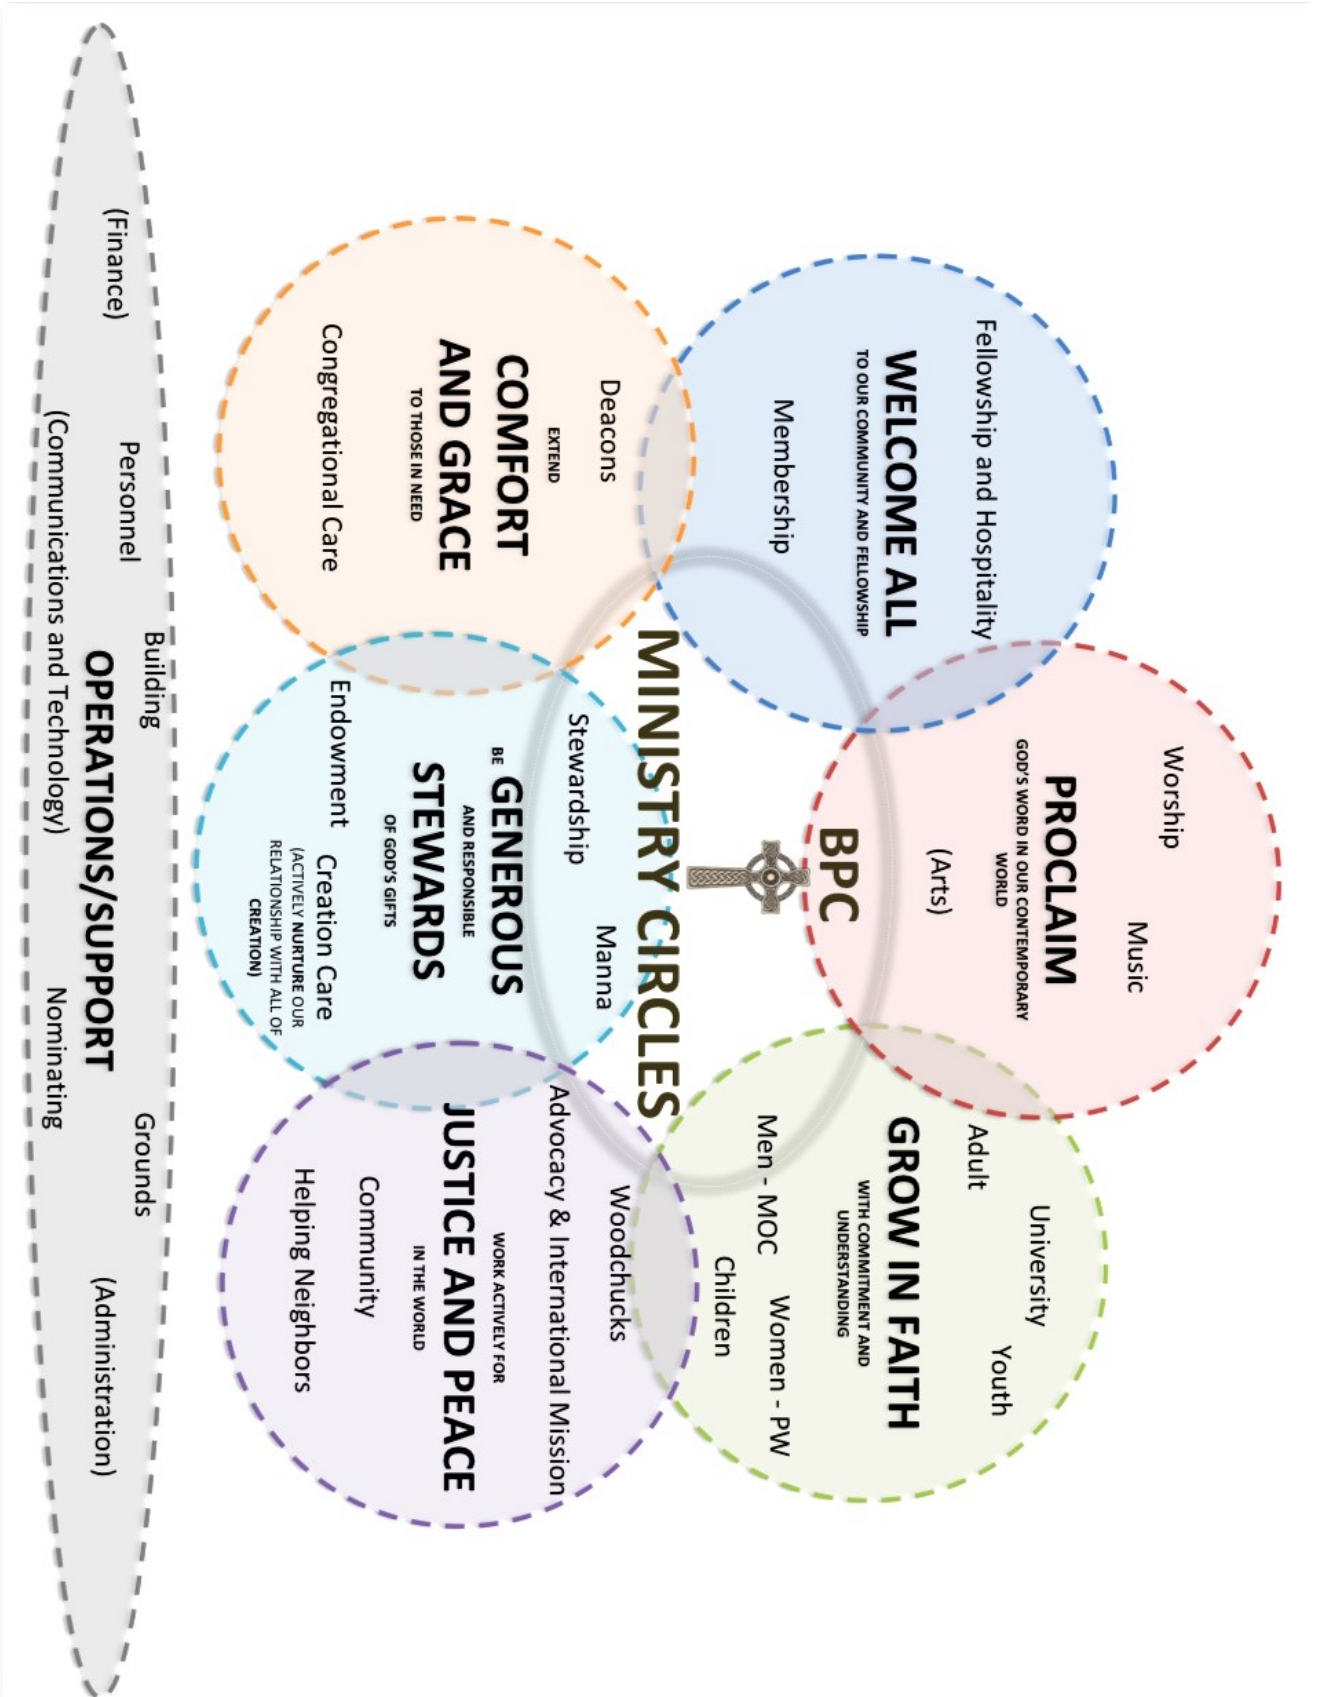 Worship
Music
PROCLAIM
GOD'S WORD IN OUR CONTEMPORARY
WORLD
(Arts)
Fellowship and Hospitality
WELCOME ALL
TO OUR COMMUNITY AND FELLOWSHIP
Membership
University
Youth
Adult
GROW IN FAITH
WITH COMMITMENT AND
UNDERSTANDING
Men - MOC
Women - PW
Children
BPC
MINISTRY CIRCLES
Deacons
EXTEND
COMFORT
AND GRACE
TO THOSE IN NEED
Congregational Care
Manna
Stewardship
BE GENEROUS
AND RESPONSIBLE
STEWARDS
OF GOD'S GIFTS
Endowment
Creation Care
(ACTIVELY NURTURE OUR
RELATIONSHIP WITH ALL OF
CREATION)
Woodchucks
Advocacy & International Mission
WORK ACTIVELY FOR
JUSTICE AND PEACE
IN THE WORLD
Community
Helping Neighbors
Building
Grounds
Personnel
(Finance)
(Administration)
OPERATIONS/SUPPORT
(Communications and Technology)
Nominating